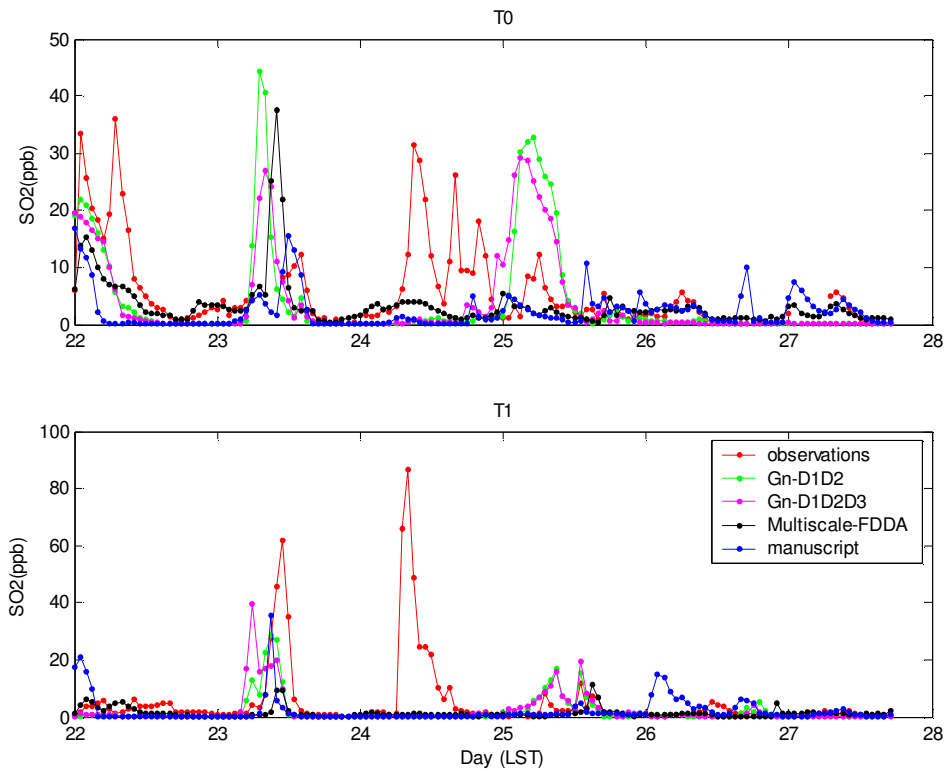 T0
50
40
30
20
10
0
SO2(ppb)
22 23 24 25 26 27 28
T1
100
80
60
40
20
0
SO2(ppb)
observations
Gn-D1D2
Gn-D1D2D3
Multiscale-FDDA
manuscript
22 23 24 25 26 27 28
Day (LST)